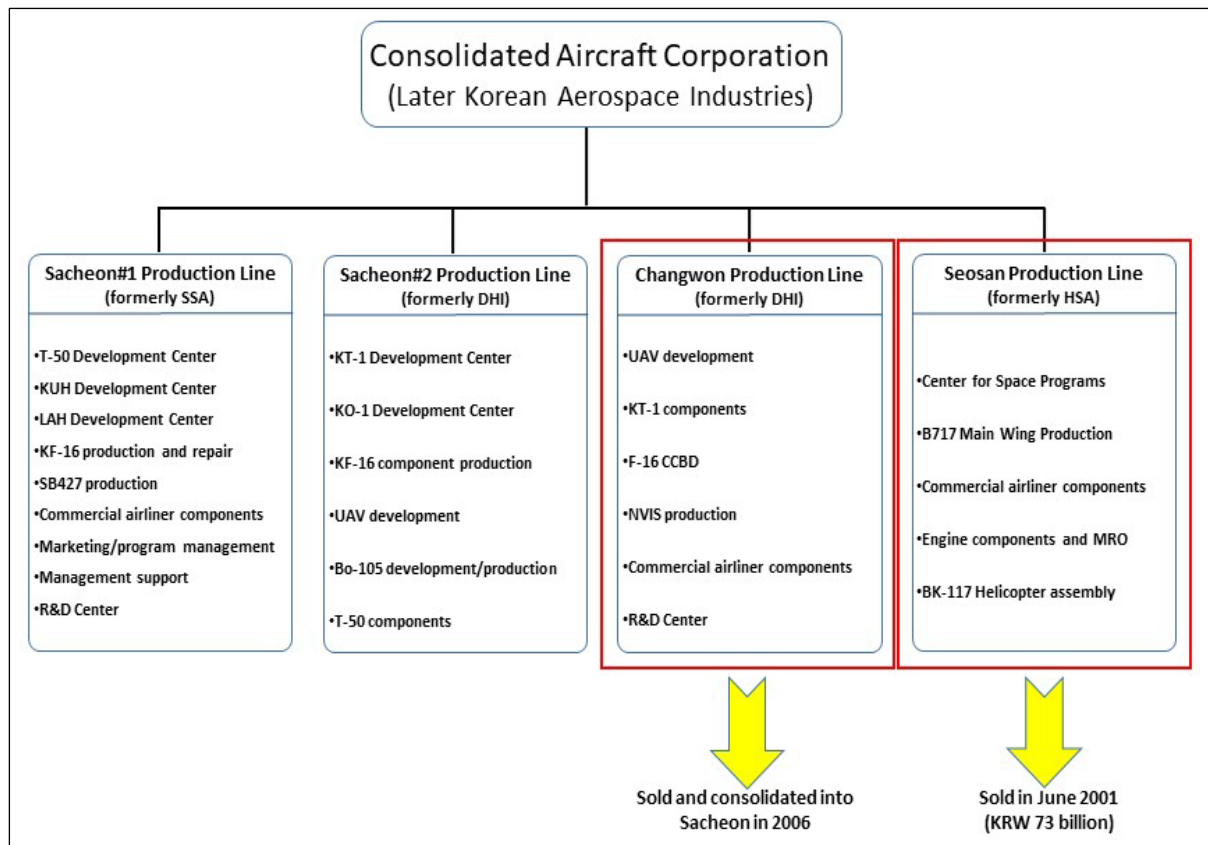 Consolidated Aircraft Corporation
(Later Korean Aerospace Industries)
Sacheon#1 Production Line
(formerly SSA)
•T-50 Development Center
•KUH Development Center
•LAH Development Center
•KF-16 production and repair
•SB427 production
•Commercial airliner components
•Marketing/program management
•Management support
•R&D Center
Sacheon#2 Production Line
(formerly DHI)
•KT-1 Development Center
•KO-1 Development Center
•KF-16 component production
•UAV development
•Bo-105 development/production
•T-50 components
Changwon Production Line
(formerly DHI)
•UAV development
•KT-1 components
•F-16 CCBD
•NVIS production
•Commercial airliner components
•R&D Center
Seosan Production Line
(formerly HSA)
•Center for Space Programs
•B717 Main Wing Production
•Commercial airliner components
•Engine components and MRO
•BK-117 Helicopter assembly
Sold and consolidated into
Sacheon in 2006
Sold in June 2001
(KRW 73 billion)